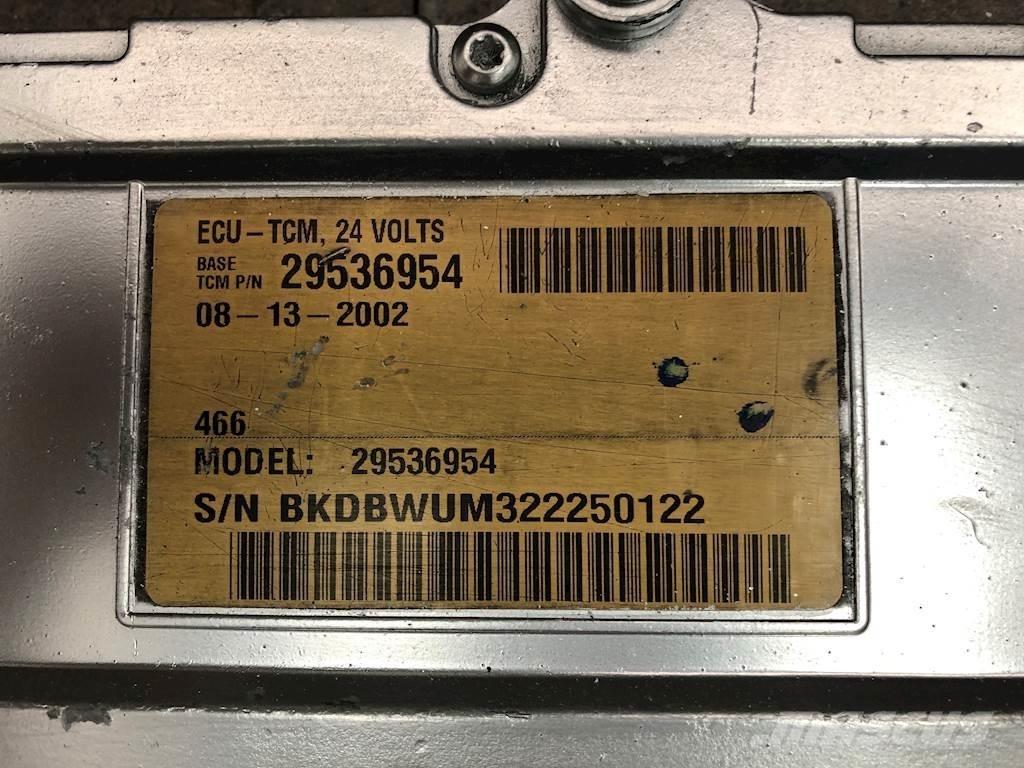 ECU – TCM, 24 VOLTS
BASE
TCM P/N 29536954
08 – 13 – 2002
466
MODEL: 29536954
S/N BKDBWUM322250122